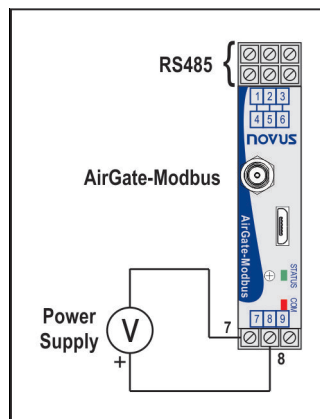 RS485
1 2 3
4 5 6
novus
AirGate-Modbus
AirGate-Modbus
STATUS
COM
Power
Supply
V
+
7 8 9
7
8